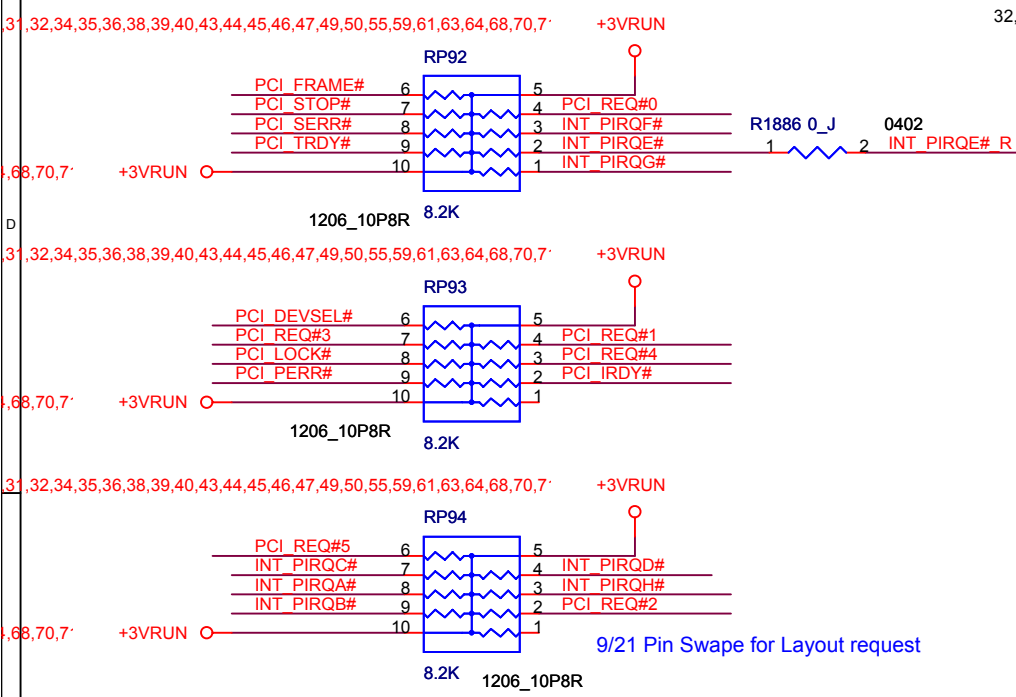 ,31,32,34,35,36,38,39,40,43,44,45,46,47,49,50,55,59,61,63,64,68,70,7 +3VRUN 32,
RP92
PCI_FRAME# 6 5
PCI_STOP# 7 4 PCI_REQ#0
PCI_SERR# 8 3 INT_PIRQF# R1886 0_J 0402
PCI_TRDY# 9 2 INT_PIRQE# 1 2 INT_PIRQE#_R
,68,70,7 +3VRUN 10 1 INT_PIRQG#
1206_10P8R 8.2K
D
,31,32,34,35,36,38,39,40,43,44,45,46,47,49,50,55,59,61,63,64,68,70,7 +3VRUN
RP93
PCI_DEVSEL# 6 5
PCI_REQ#3 7 4 PCI_REQ#1
PCI_LOCK# 8 3 PCI_REQ#4
PCI_PERR# 9 2 PCI_IRDY#
,68,70,7 +3VRUN 10 1
1206_10P8R 8.2K
,31,32,34,35,36,38,39,40,43,44,45,46,47,49,50,55,59,61,63,64,68,70,7 +3VRUN
RP94
PCI_REQ#5 6 5
INT_PIRQC# 7 4 INT_PIRQD#
INT_PIRQA# 8 3 INT_PIRQH#
INT_PIRQB# 9 2 PCI_REQ#2
,68,70,7 +3VRUN 10 1
9/21 Pin Swape for Layout request
8.2K 1206_10P8R